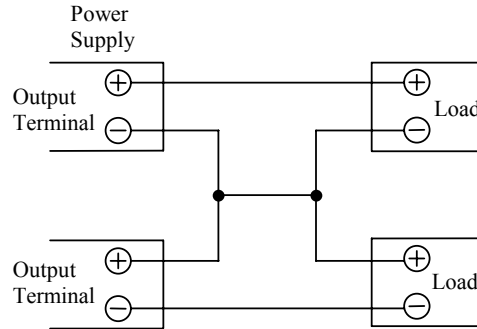 Power
Supply
+
+
Output
Terminal
Load
−
−
+
+
Output
Terminal
Load
−
−